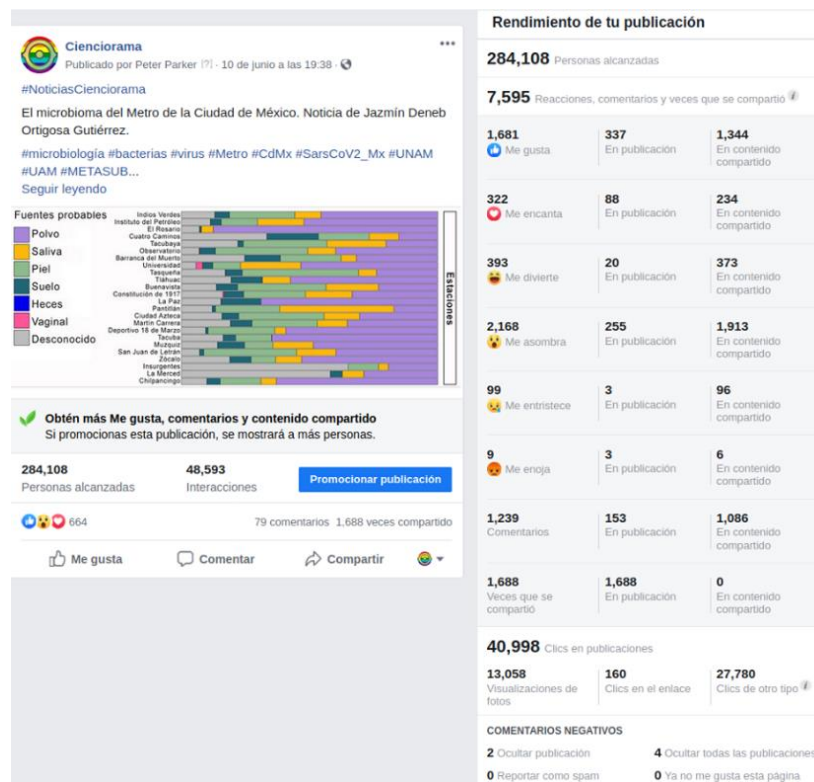 Cienciorama
Publicado por Peter Parker [?] · 10 de junio a las 19:38 ·
#NoticiasCienciorama
El microbioma del Metro de la Ciudad de México. Noticia de Jazmín Deneb
Ortigosa Gutiérrez.
#microbiología #bacterias #virus #Metro #CdMx #SarsCoV2_Mx #UNAM
#UAM #METASUB...
Seguir leyendo
Fuentes probables
Polvo
Saliva
Piel
Suelo
Heces
Vaginal
Desconocido
Indios Verdes
Instituto del Petróleo
El Rosario
Cuatro Caminos
Tacubaya
Observatorio
Barranca del Muerto
Universidad
Tasqueña
Tláhuac
Buenavista
Constitución de 1917
La Paz
Pantitlán
Ciudad Azteca
Martín Carrera
Deportivo 18 de Marzo
Tacuba
Muzquiz
San Juan de Letrán
Zócalo
Insurgentes
La Merced
Chilpancingo
Estaciones
Obtén más Me gusta, comentarios y contenido compartido
Si promocionas esta publicación, se mostrará a más personas.
284,108 48,593 Promocionar publicación
Personas alcanzadas Interacciones
664 79 comentarios 1,688 veces compartido
Me gusta Comentar Compartir
Rendimiento de tu publicación
284,108 Personas alcanzadas
7,595 Reacciones, comentarios y veces que se compartió
1,681 337 1,344
Me gusta En publicación En contenido
compartido
322 88 234
Me encanta En publicación En contenido
compartido
393 20 373
Me divierte En publicación En contenido
compartido
2,168 255 1,913
Me asombra En publicación En contenido
compartido
99 3 96
Me entristece En publicación En contenido
compartido
9 3 6
Me enoja En publicación En contenido
compartido
1,239 153 1,086
Comentarios En publicación En contenido
compartido
1,688 1,688 0
Veces que se En publicación En contenido
compartió compartido
40,998 Clics en publicaciones
13,058 160 27,780
Visualizaciones de Clics en el enlace Clics de otro tipo
fotos
COMENTARIOS NEGATIVOS
2 Ocultar publicación 4 Ocultar todas las publicaciones
0 Reportar como spam 0 Ya no me gusta esta página